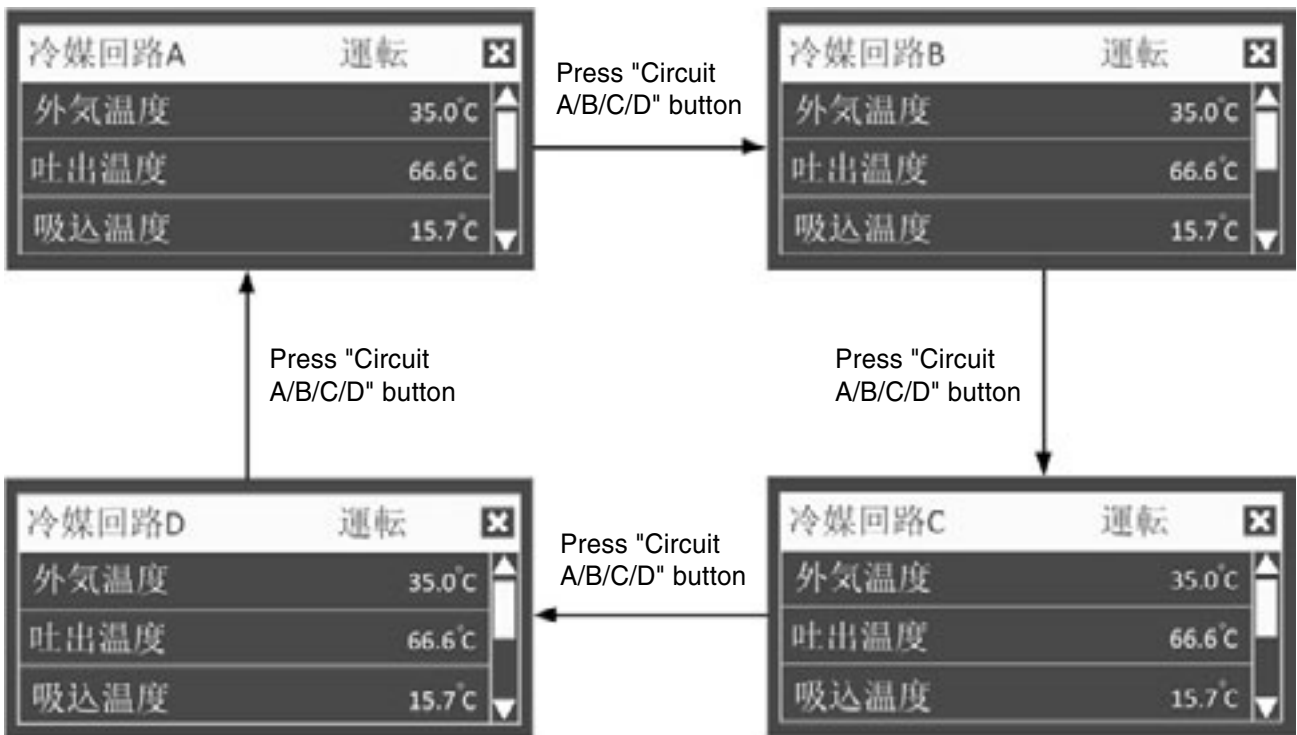 冷媒回路A 運転
外気温度 35.0℃
吐出温度 66.6℃
吸込温度 15.7℃
Press "Circuit
A/B/C/D" button
冷媒回路B 運転
外気温度 35.0℃
吐出温度 66.6℃
吸込温度 15.7℃
Press "Circuit
A/B/C/D" button
Press "Circuit
A/B/C/D" button
冷媒回路D 運転
外気温度 35.0℃
吐出温度 66.6℃
吸込温度 15.7℃
Press "Circuit
A/B/C/D" button
冷媒回路C 運転
外気温度 35.0℃
吐出温度 66.6℃
吸込温度 15.7℃